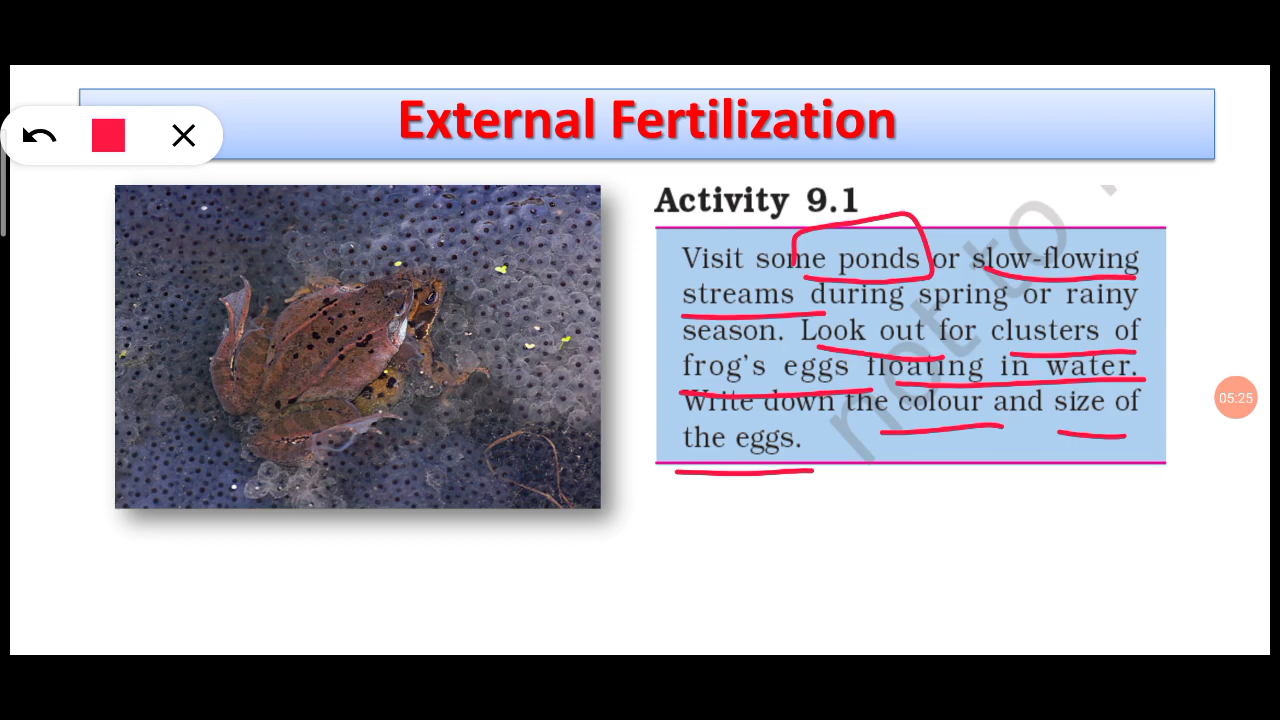 External Fertilization
Activity 9.1
Visit some ponds or slow-flowing
streams during spring or rainy
season. Look out for clusters of
frog's eggs floating in water.
Write down the colour and size of
the eggs.
not to
05:25